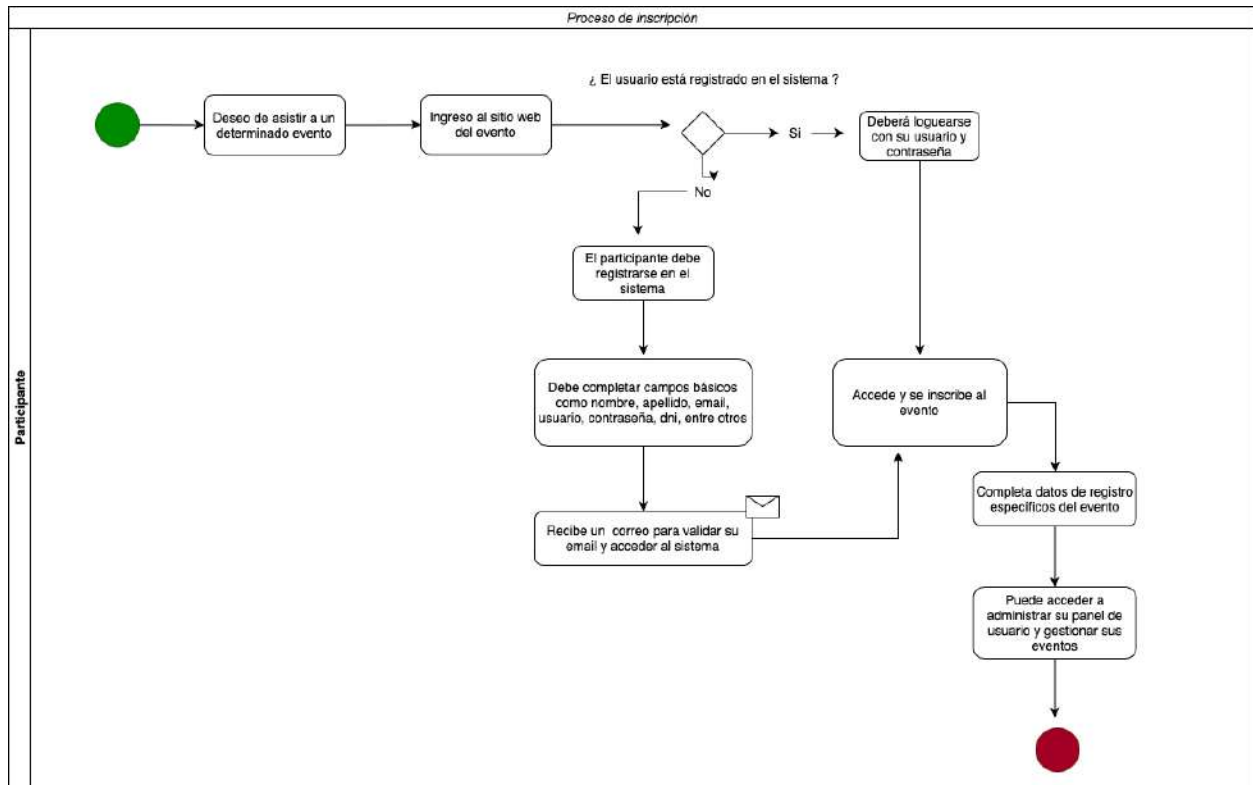 Proceso de inscripción
Participante
¿ El usuario está registrado en el sistema ?
Deseo de asistir a un
determinado evento
Ingreso al sitio web
del evento
Si
Deberá loguearse
con su usuario y
contraseña
No
El participante debe
registrarse en el
sistema
Debe completar campos básicos
como nombre, apellido, email,
usuario, contraseña, dni, entre otros
Accede y se inscribe al
evento
Recibe un correo para validar su
email y acceder al sistema
Completa datos de registro
específicos del evento
Puede acceder a
administrar su panel de
usuario y gestionar sus
eventos